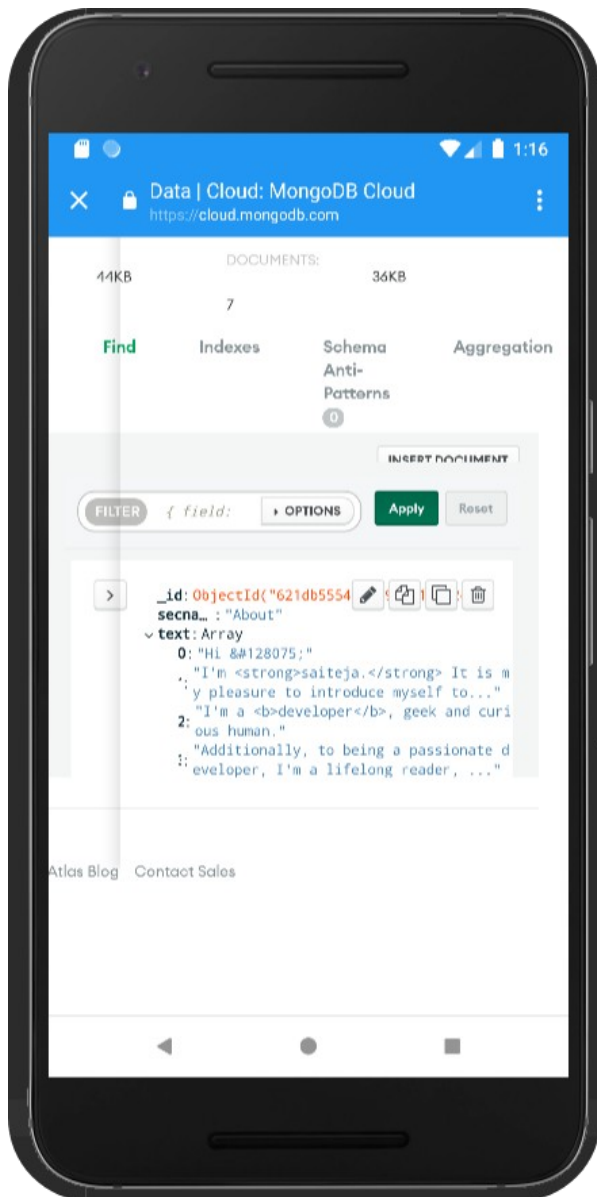 1:16
Data | Cloud: MongoDB Cloud
https://cloud.mongodb.com
DOCUMENTS:
44KB 36KB
7
Find Indexes Schema Aggregation
Anti-
Patterns
0
INSERT DOCUMENT
FILTER { field: OPTIONS Apply Reset
_id: ObjectId("621db5554
secna… : "About"
text: Array
0: "Hi &#128075;"
"I'm <strong>saiteja.</strong> It is m
y pleasure to introduce myself to..."
"I'm a <b>developer</b>, geek and curi
2: ous human."
"Additionally, to being a passionate d
eveloper, I'm a lifelong reader, ..."
Atlas Blog Contact Sales